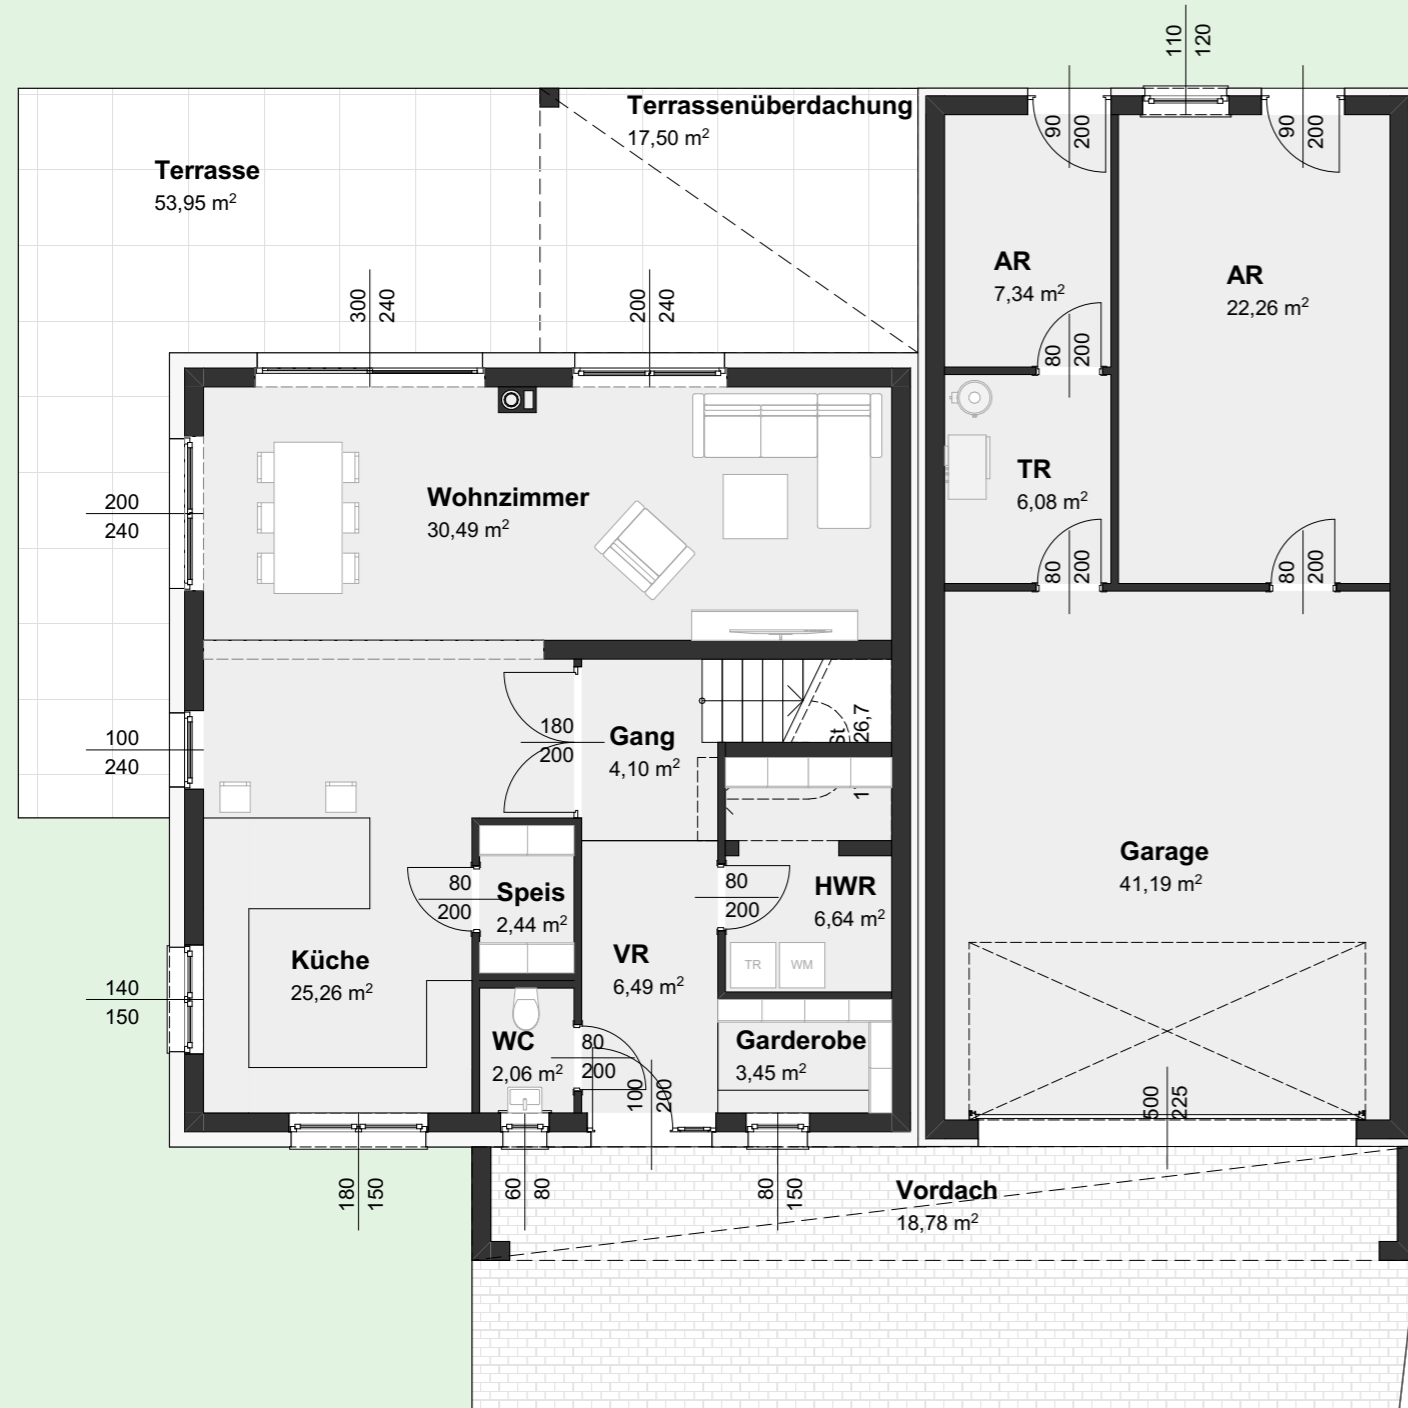 110
120
Terrassenüberdachung
17,50 m²
90
200
90
200
Terrasse
53,95 m²
AR
7,34 m²
AR
22,26 m²
300
240
200
240
80
200
TR
6,08 m²
Wohnzimmer
30,49 m²
200
240
80
200
80
200
180
200
Gang
4,10 m²
St
26,7
1
100
240
Garage
41,19 m²
80
200
Speis
2,44 m²
80
200
HWR
6,64 m²
Küche
25,26 m²
VR
6,49 m²
TR
WM
140
150
WC
2,06 m²
80
200
100
200
Garderobe
3,45 m²
500
225
180
150
60
80
80
150
Vordach
18,78 m²